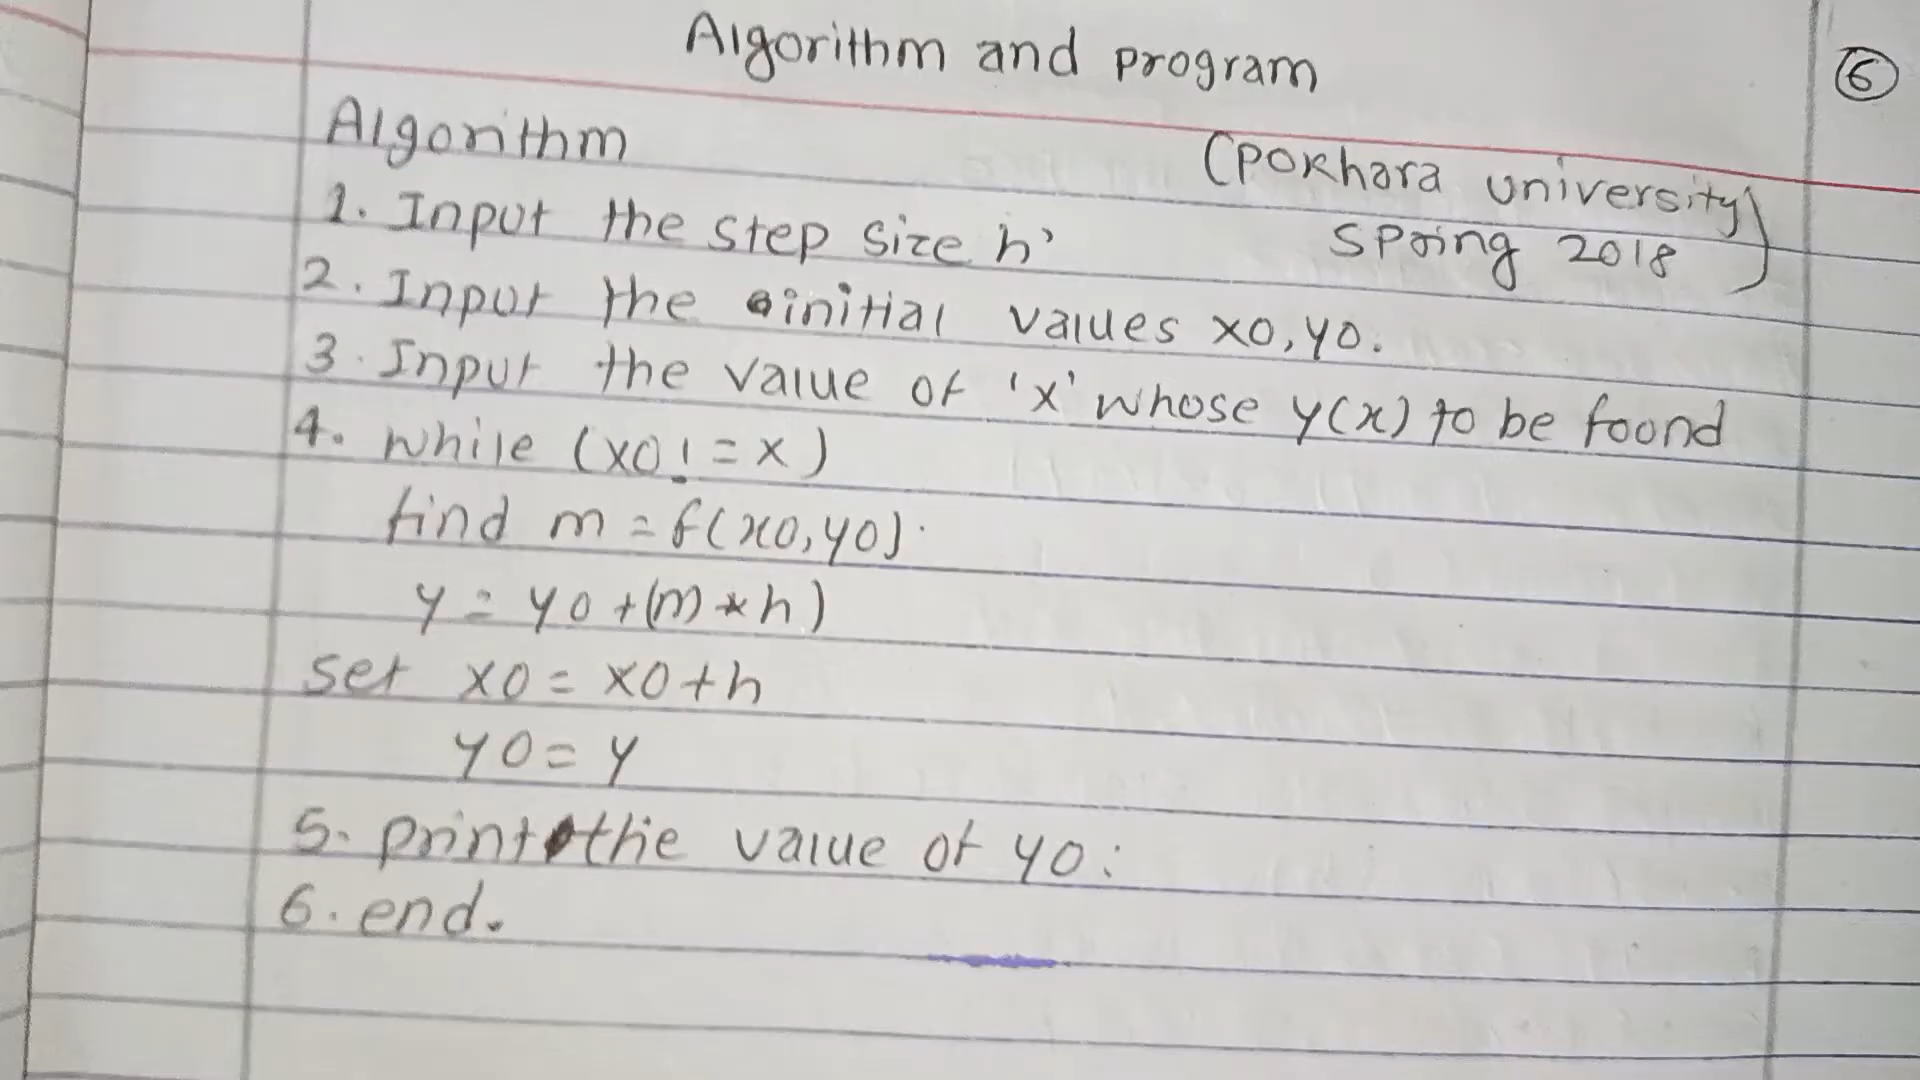 Algorithm and program
6
Algorithm
(Pokhara university
1. Input the step size h'
Spring 2018)
2. Input the initial values x0, y0.
3. Input the value of 'x' whose y(x) to be foond
4. while (x0!=x)
find m = f(x0, y0).
y = y0 + (m * h)
set x0 = x0 + h
y0 = y
5. print the value of y0:
6. end.